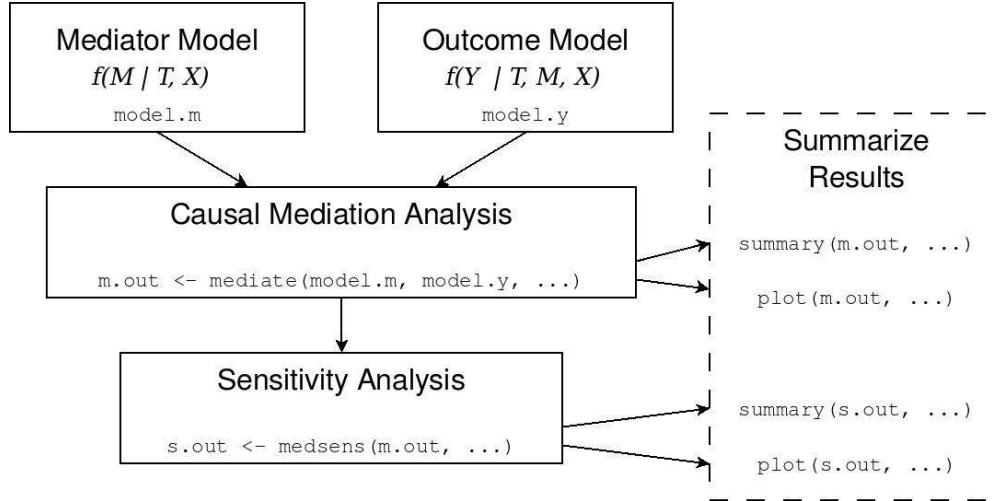 Mediator Model
f(M | T, X)
model.m
Outcome Model
f(Y | T, M, X)
model.y
Causal Mediation Analysis
m.out <- mediate(model.m, model.y, ...)
Sensitivity Analysis
s.out <- medsens(m.out, ...)
Summarize
Results
summary(m.out, ...)
plot(m.out, ...)
summary(s.out, ...)
plot(s.out, ...)